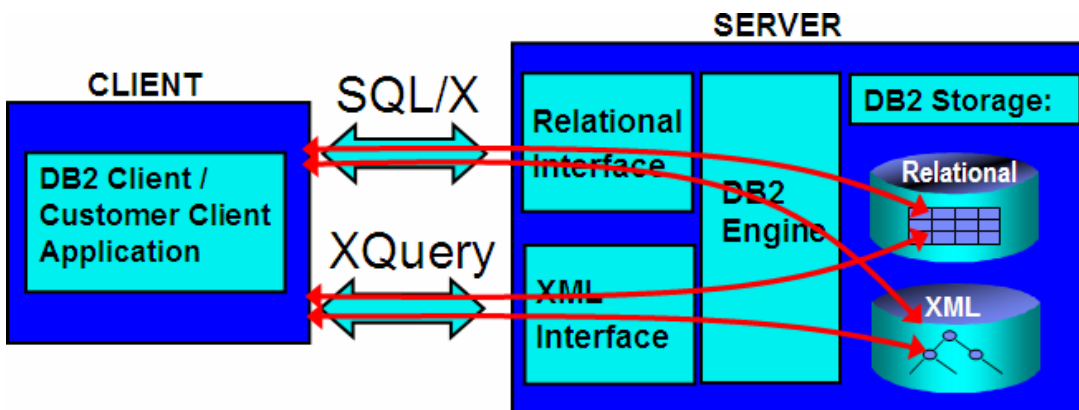 SERVER
CLIENT
SQL/X
DB2 Client /
Customer Client
Application
XQuery
Relational
Interface
XML
Interface
DB2
Engine
DB2 Storage:
Relational
XML